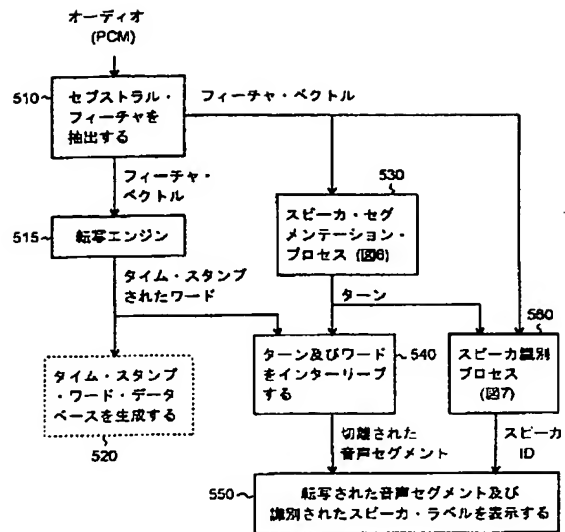 オーディオ
(PCM)
510
セプストラル・
フィーチャを
抽出する
フィーチャ・ベクトル
フィーチャ・
ベクトル
530
515
転写エンジン
スピーカ・セグ
メンテーション・
プロセス (図6)
タイム・スタンプ
されたワード
ターン
560
タイム・スタンプ
・ワード・データ
ベースを生成する
520
ターン及びワード
をインターリーブ
する
540
スピーカ識別
プロセス
(図7)
切離された
音声セグメント
スピーカ
ID
550
転写された音声セグメント及び
識別されたスピーカ・ラベルを表示する